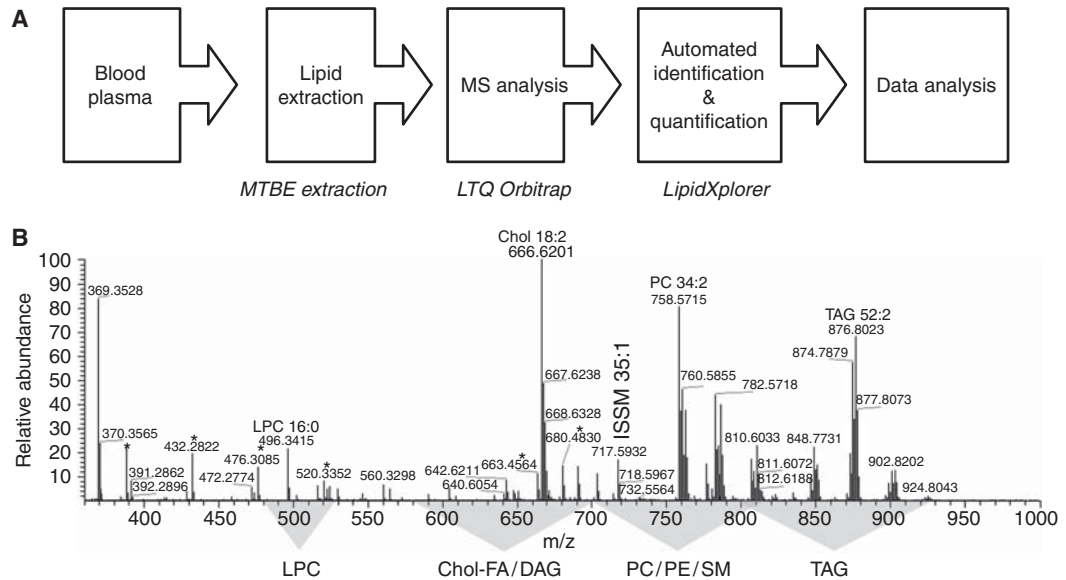 A
Blood
plasma
Lipid
extraction
MS analysis
Automated
identification
&
quantification
Data analysis
MTBE extraction
LTQ Orbitrap
LipidXplorer
B
Relative abundance
100
90
80
70
60
50
40
30
20
10
369.3528
370.3565
*
391.2862
392.2896
*
432.2822
472.2774
*
476.3085
LPC 16:0
496.3415
*
520.3352
560.3298
642.6211
640.6054
*
663.4564
Chol 18:2
666.6201
667.6238
668.6328
*
680.4830
ISSM 35:1
717.5932
718.5967
732.5564
PC 34:2
758.5715
760.5855
782.5718
810.6033
811.6072
812.6188
848.7731
TAG 52:2
876.8023
874.7879
877.8073
902.8202
924.8043
400 450 500 550 600 650 700 750 800 850 900 950 1000
m/z
LPC
Chol-FA/DAG
PC/PE/SM
TAG